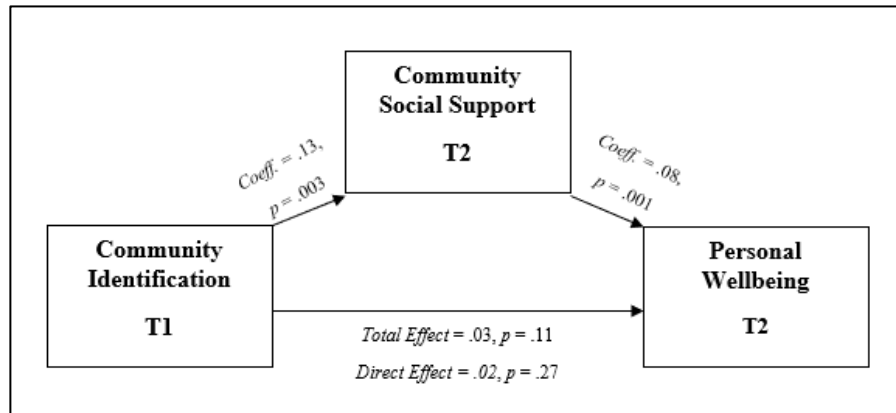 Community
Social Support
T2
Coeff. = .13,
p = .003
Coeff. = .08,
p = .001
Community
Identification
T1
Personal
Wellbeing
T2
Total Effect = .03, p = .11
Direct Effect = .02, p = .27